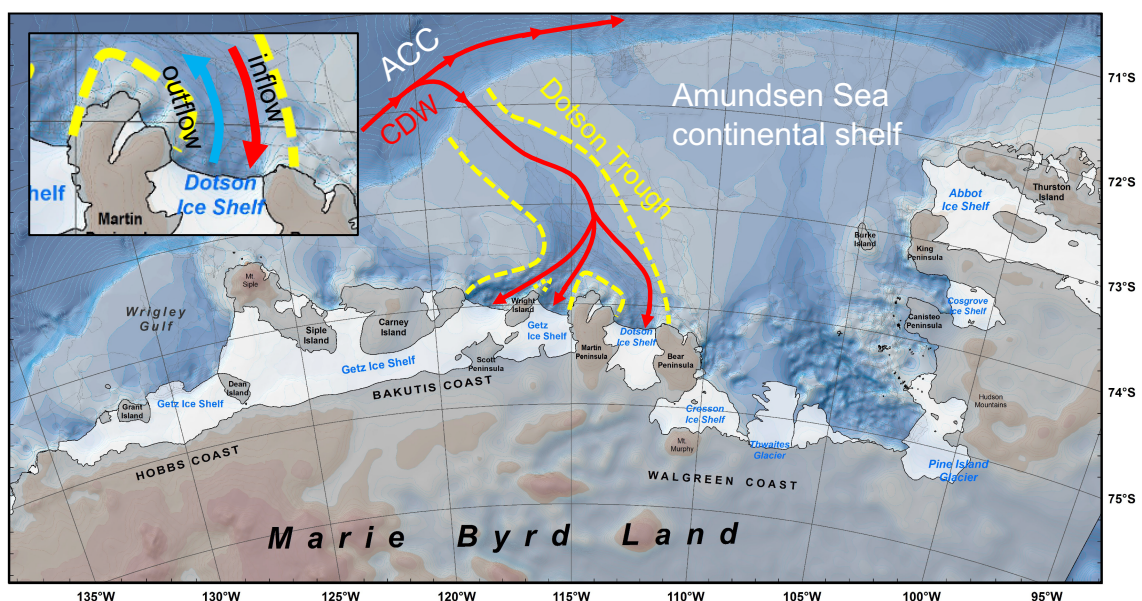 ACC
CDW
Dotson Trough
Amundsen Sea
continental shelf
outflow
inflow
helf
Dotson
Ice Shelf
Martin
71°S
72°S
73°S
74°S
75°S
Abbot
Ice Shelf
Thurston
Island
Burke
Island
King
Peninsula
Cosgrove
Ice Shelf
Canisteo
Peninsula
Mt.
Siple
Wrigley
Gulf
Siple
Island
Carney
Island
Wright
Island
Getz
Ice Shelf
Martin
Peninsula
Dotson
Ice Shelf
Bear
Peninsula
Getz Ice Shelf
Scott
Peninsula
Dean
Island
Grant
Island
Getz Ice Shelf
BAKUTIS COAST
HOBBS COAST
Crosson
Ice Shelf
Mt.
Murphy
Thwaites
Glacier
Hudson
Mountains
Pine Island
Glacier
WALGREEN COAST
Marie Byrd Land
135°W
130°W
125°W
120°W
115°W
110°W
105°W
100°W
95°W